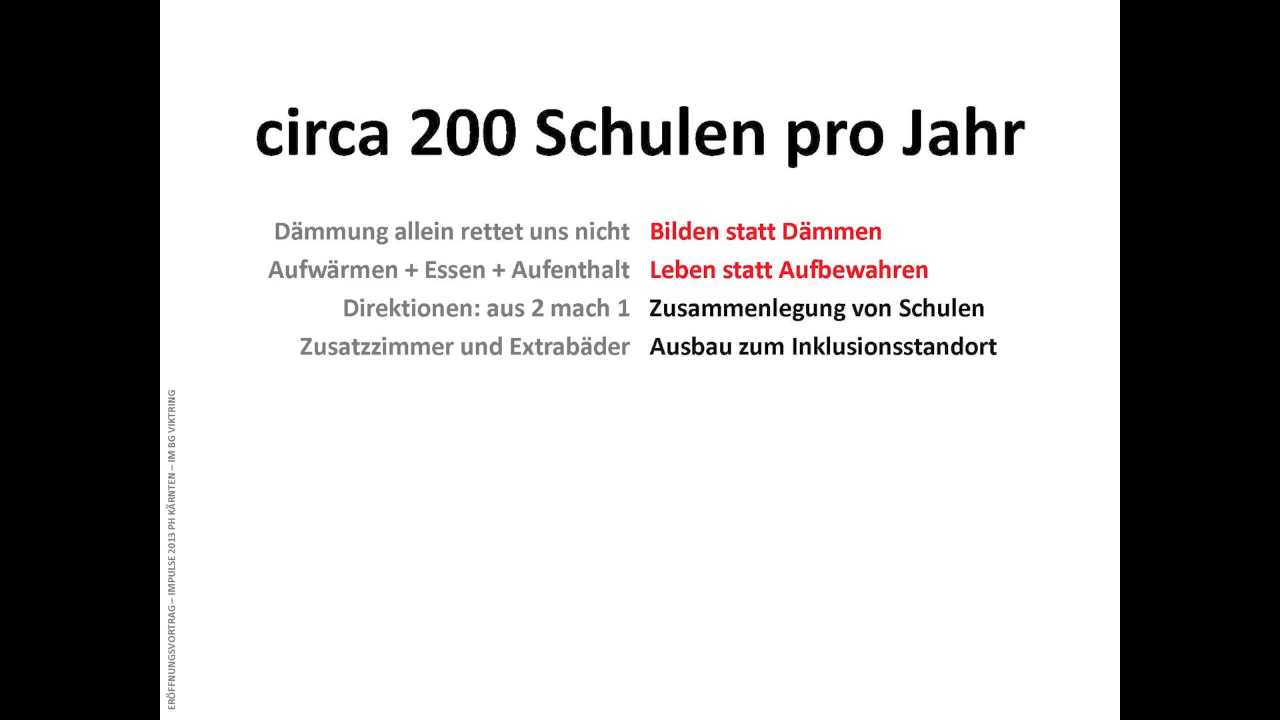 circa 200 Schulen pro Jahr
Dämmung allein rettet uns nicht Bilden statt Dämmen
Aufwärmen + Essen + Aufenthalt Leben statt Aufbewahren
Direktionen: aus 2 mach 1 Zusammenlegung von Schulen
Zusatzzimmer und Extrabäder Ausbau zum Inklusionsstandort
ERÖFFNUNGSVORTRAG – IMPULSE 2013 PH KÄRNTEN – IM BG VIKTRING